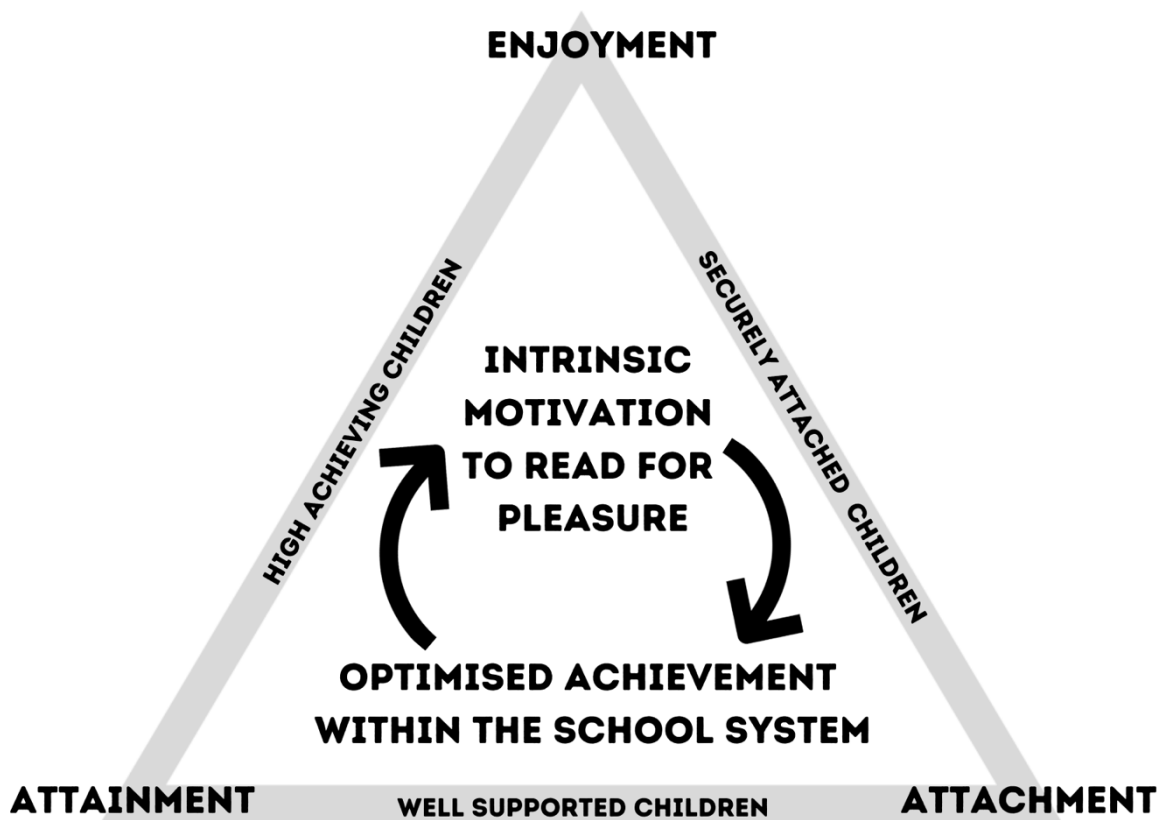 ENJOYMENT
HIGH ACHIEVING CHILDREN
SECURELY ATTACHED CHILDREN
INTRINSIC
MOTIVATION
TO READ FOR
PLEASURE
OPTIMISED ACHIEVEMENT
WITHIN THE SCHOOL SYSTEM
ATTAINMENT
WELL SUPPORTED CHILDREN
ATTACHMENT